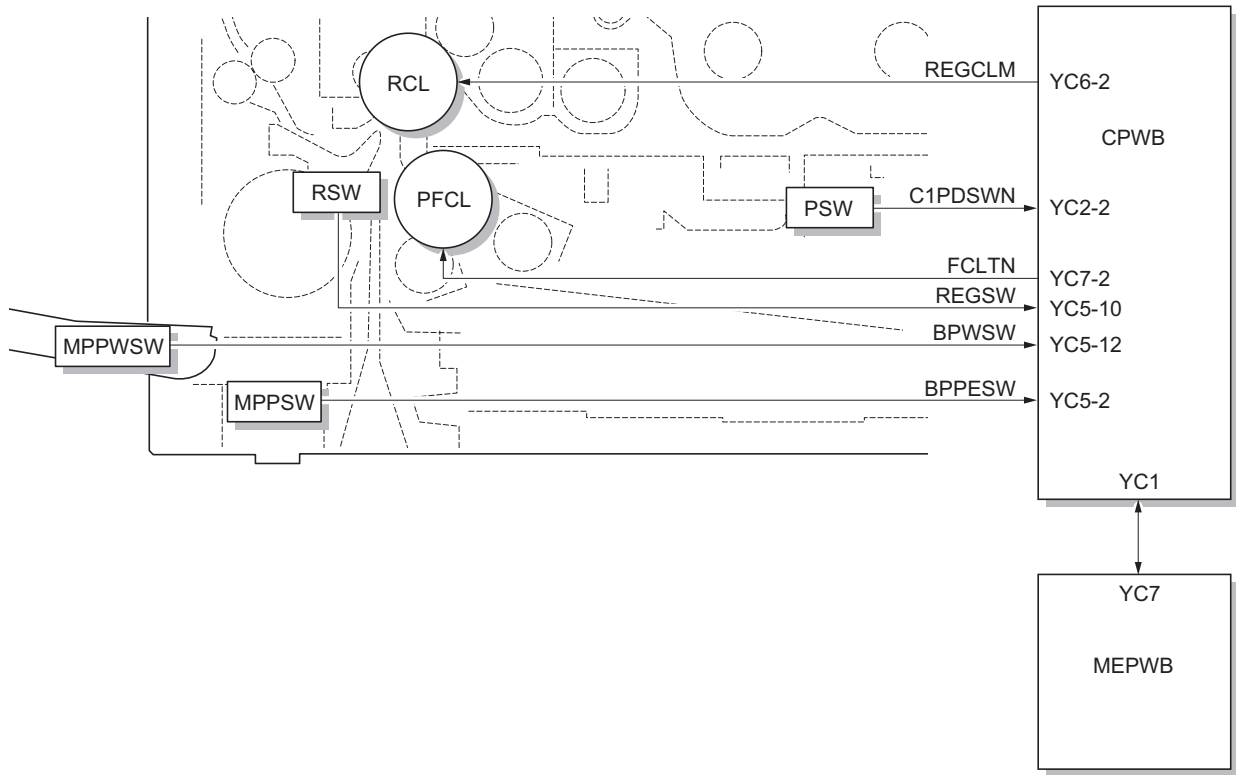 RCL
REGCLM
YC6-2
CPWB
RSW
PFCL
PSW
C1PDSWN
YC2-2
FCLTN
YC7-2
REGSW
YC5-10
MPPWSW
BPWSW
YC5-12
MPPSW
BPPESW
YC5-2
YC1
YC7
MEPWB